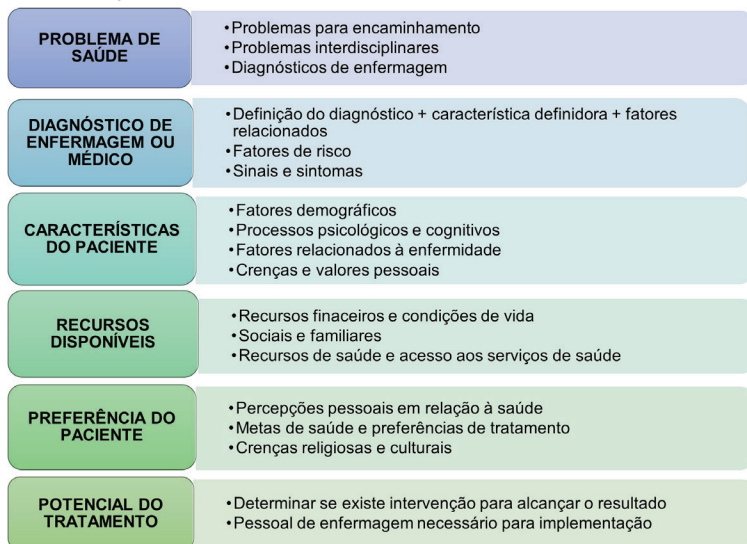 PROBLEMA DE
SAÚDE
•Problemas para encaminhamento
•Problemas interdisciplinares
•Diagnósticos de enfermagem
DIAGNÓSTICO DE
ENFERMAGEM OU
MÉDICO
•Definição do diagnóstico + característica definidora + fatores
relacionados
•Fatores de risco
•Sinais e sintomas
CARACTERÍSTICAS
DO PACIENTE
•Fatores demográficos
•Processos psicológicos e cognitivos
•Fatores relacionados à enfermidade
•Crenças e valores pessoais
RECURSOS
DISPONÍVEIS
•Recursos finaceiros e condições de vida
•Sociais e familiares
•Recursos de saúde e acesso aos serviços de saúde
PREFERÊNCIA DO
PACIENTE
•Percepções pessoais em relação à saúde
•Metas de saúde e preferências de tratamento
•Crenças religiosas e culturais
POTENCIAL DO
TRATAMENTO
•Determinar se existe intervenção para alcançar o resultado
•Pessoal de enfermagem necessário para implementação